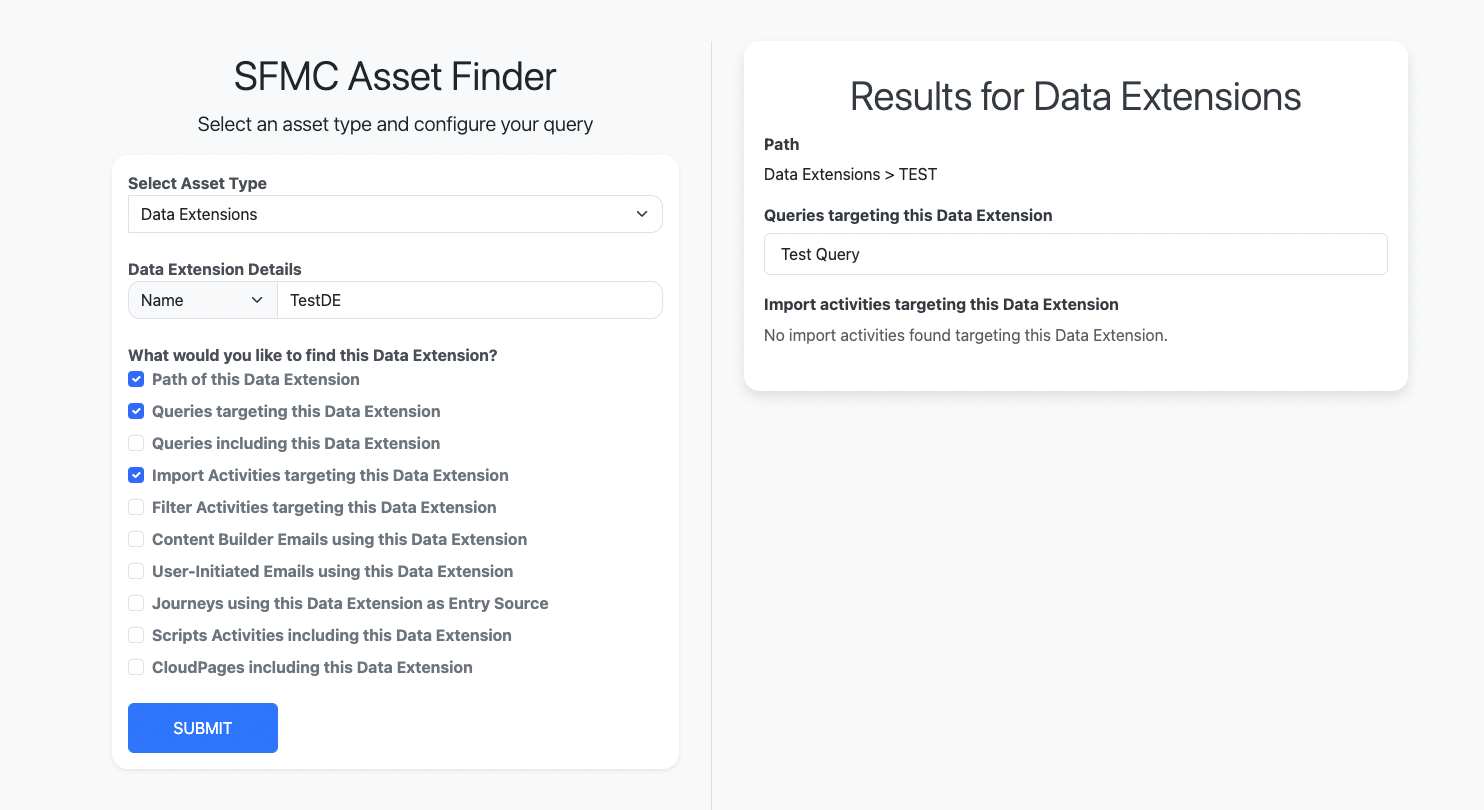 SFMC Asset Finder
Select an asset type and configure your query
Select Asset Type
Data Extensions
Data Extension Details
Name TestDE
What would you like to find this Data Extension?
Path of this Data Extension
Queries targeting this Data Extension
Queries including this Data Extension
Import Activities targeting this Data Extension
Filter Activities targeting this Data Extension
Content Builder Emails using this Data Extension
User-Initiated Emails using this Data Extension
Journeys using this Data Extension as Entry Source
Scripts Activities including this Data Extension
CloudPages including this Data Extension
SUBMIT
Results for Data Extensions
Path
Data Extensions > TEST
Queries targeting this Data Extension
Test Query
Import activities targeting this Data Extension
No import activities found targeting this Data Extension.